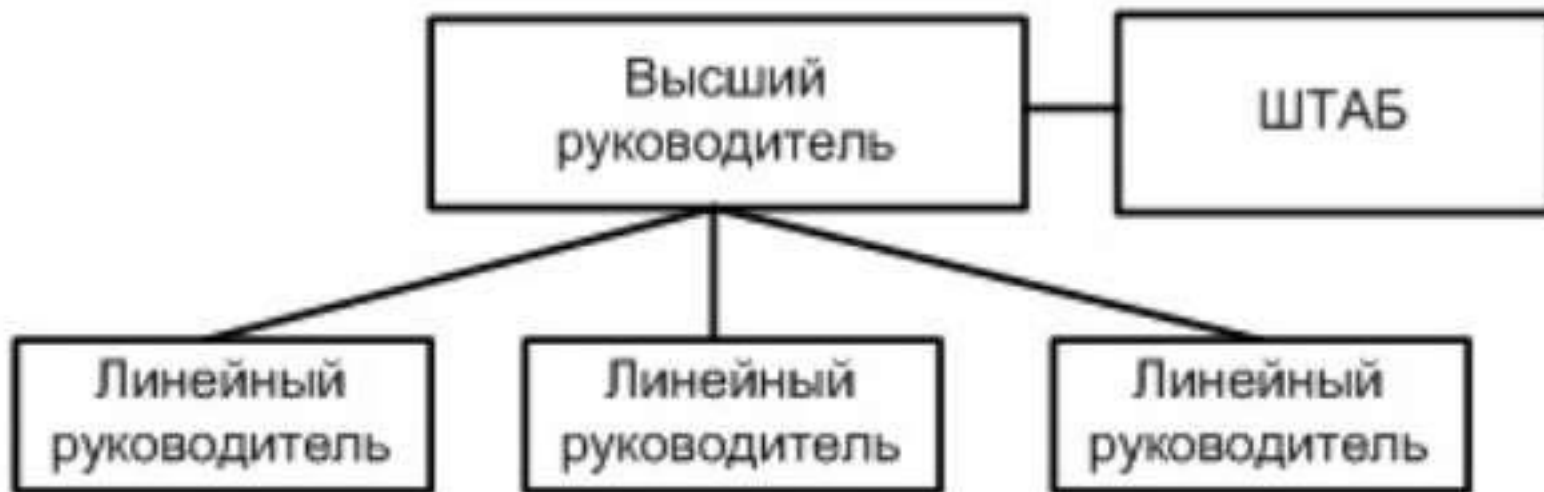 Высший
руководитель
ШТАБ
Линейный
руководитель
Линейный
руководитель
Линейный
руководитель